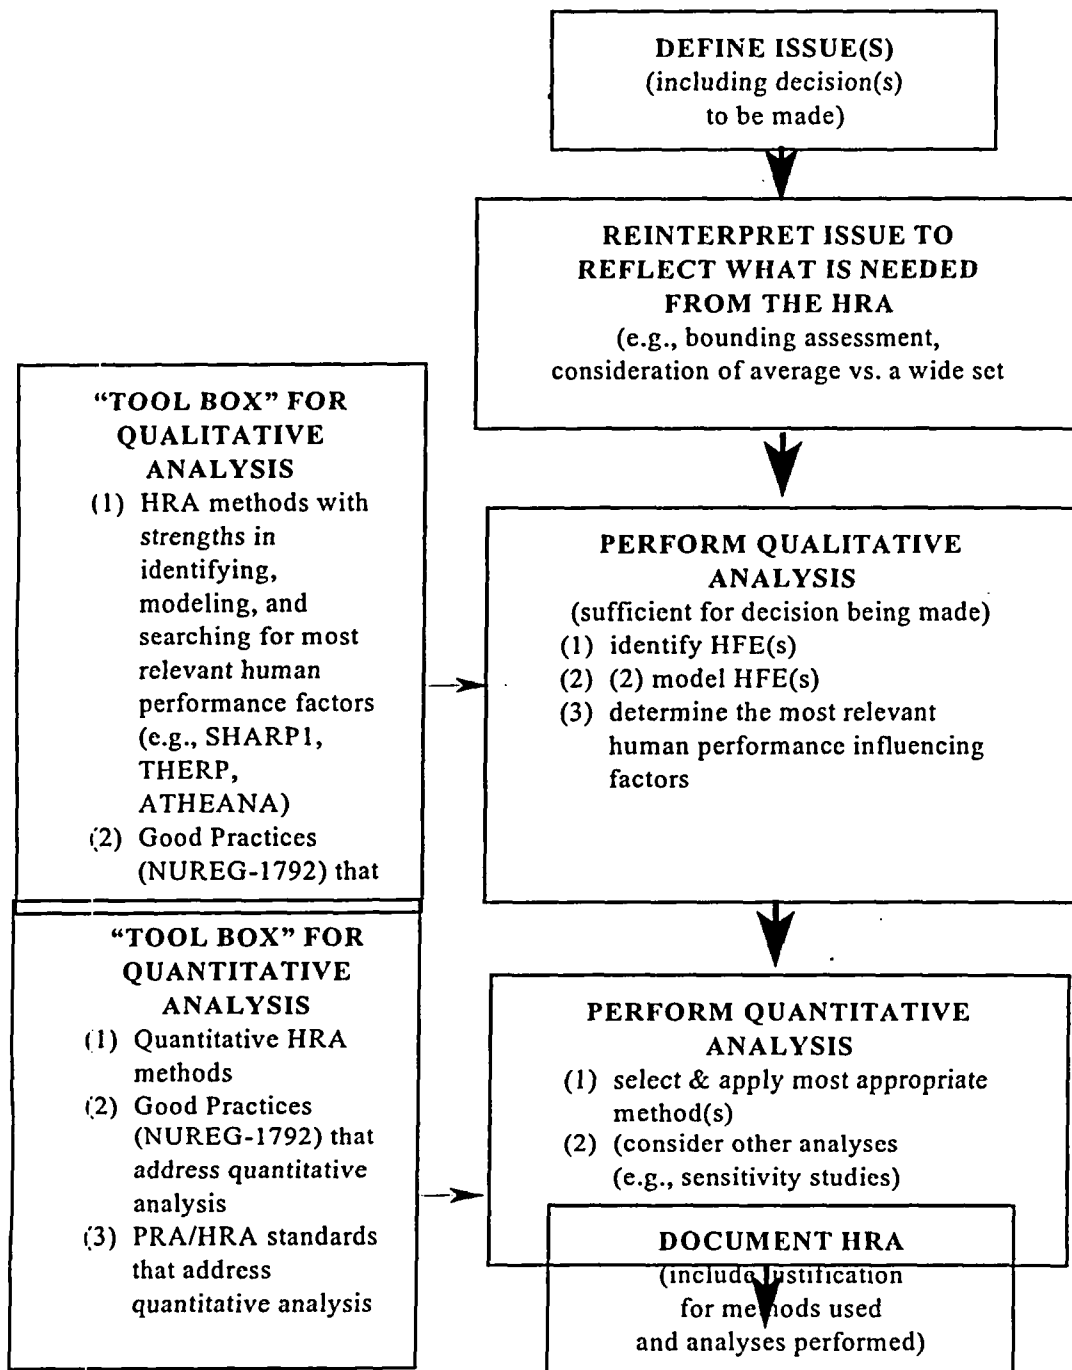 DEFINE ISSUE(S)
(including decision(s)
to be made)
REINTERPRET ISSUE TO
REFLECT WHAT IS NEEDED
FROM THE HRA
(e.g., bounding assessment,
consideration of average vs. a wide set
"TOOL BOX" FOR
QUALITATIVE
ANALYSIS
(1) HRA methods with
strengths in
identifying,
modeling, and
searching for most
relevant human
performance factors
(e.g., SHARP1,
THERP,
ATHEANA)
(2) Good Practices
(NUREG-1792) that
PERFORM QUALITATIVE
ANALYSIS
(sufficient for decision being made)
(1) identify HFE(s)
(2) (2) model HFE(s)
(3) determine the most relevant
human performance influencing
factors
"TOOL BOX" FOR
QUANTITATIVE
ANALYSIS
(1) Quantitative HRA
methods
(2) Good Practices
(NUREG-1792) that
address quantitative
analysis
(3) PRA/HRA standards
that address
quantitative analysis
PERFORM QUANTITATIVE
ANALYSIS
(1) select & apply most appropriate
method(s)
(2) (consider other analyses
(e.g., sensitivity studies)
DOCUMENT HRA
(include justification
for methods used
and analyses performed)